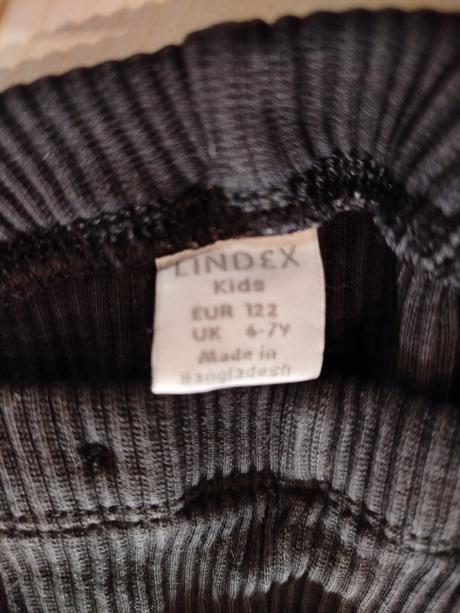 LINDEX
Kids
EUR 122
UK 6-7Y
Made in
Bangladesh